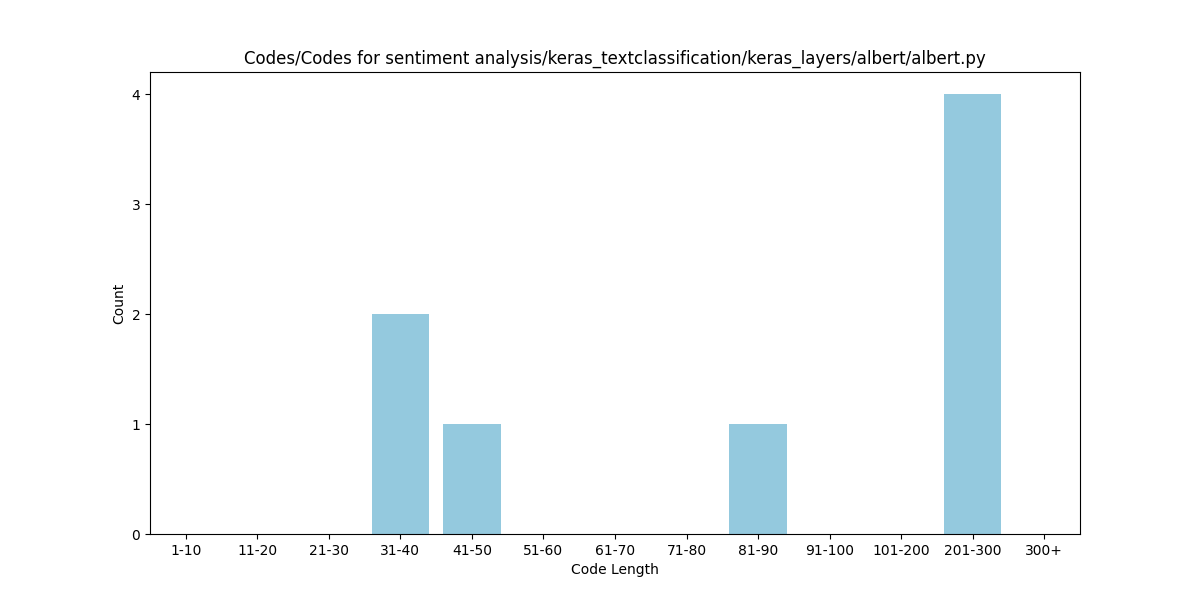 Codes/Codes for sentiment analysis/keras_textclassification/keras_layers/albert/albert.py
4
3
2
1
0
Count
1-10 11-20 21-30 31-40 41-50 51-60 61-70 71-80 81-90 91-100 101-200 201-300 300+
Code Length